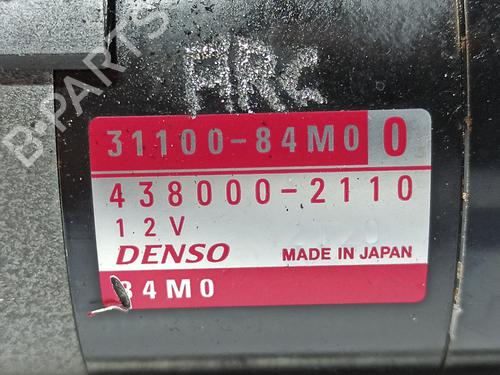 ARC
31100-84M0 0
438000-2110
12V
DENSO MADE IN JAPAN
84M0
B-PARTS